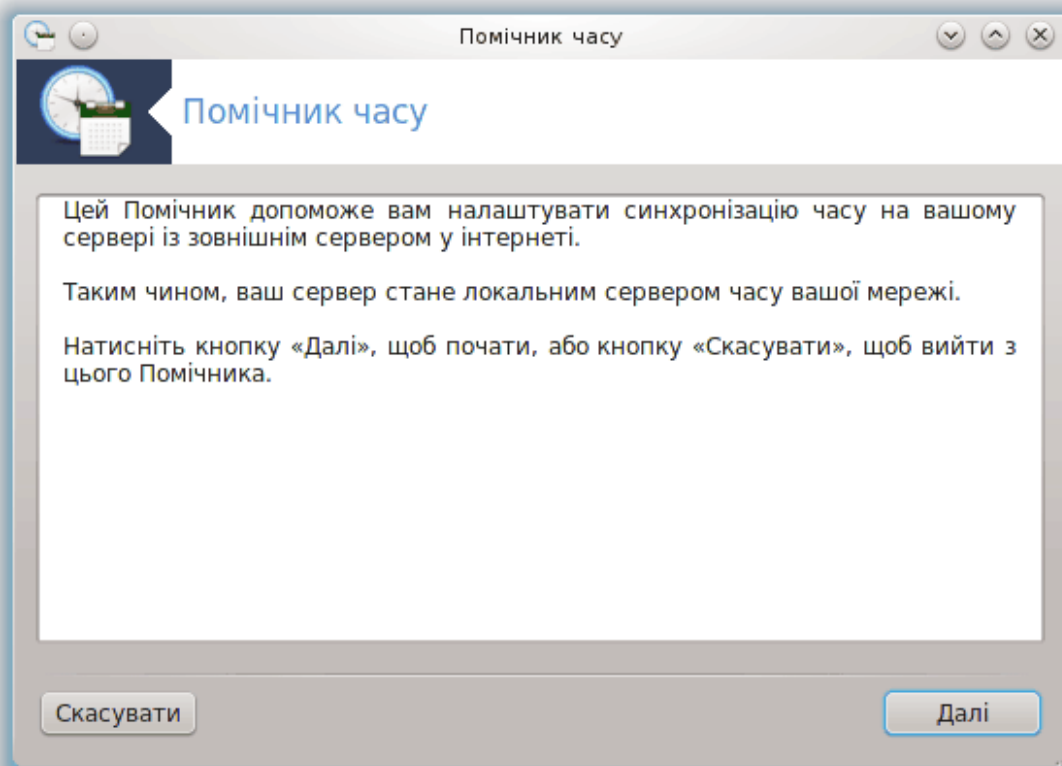 Помічник часу
Помічник часу
Цей Помічник допоможе вам налаштувати синхронізацію часу на вашому
сервері із зовнішнім сервером у інтернеті.
Таким чином, ваш сервер стане локальним сервером часу вашої мережі.
Натисніть кнопку «Далі», щоб почати, або кнопку «Скасувати», щоб вийти з
цього Помічника.
Скасувати
Далі